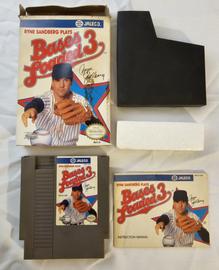 JALECO
RYNE SANDBERG PLAYS
Bases
Loaded 3
JALECO
Bases
Loaded 3
JALECO
RYNE SANDBERG PLAYS
Bases
Loaded 3
INSTRUCTION MANUAL